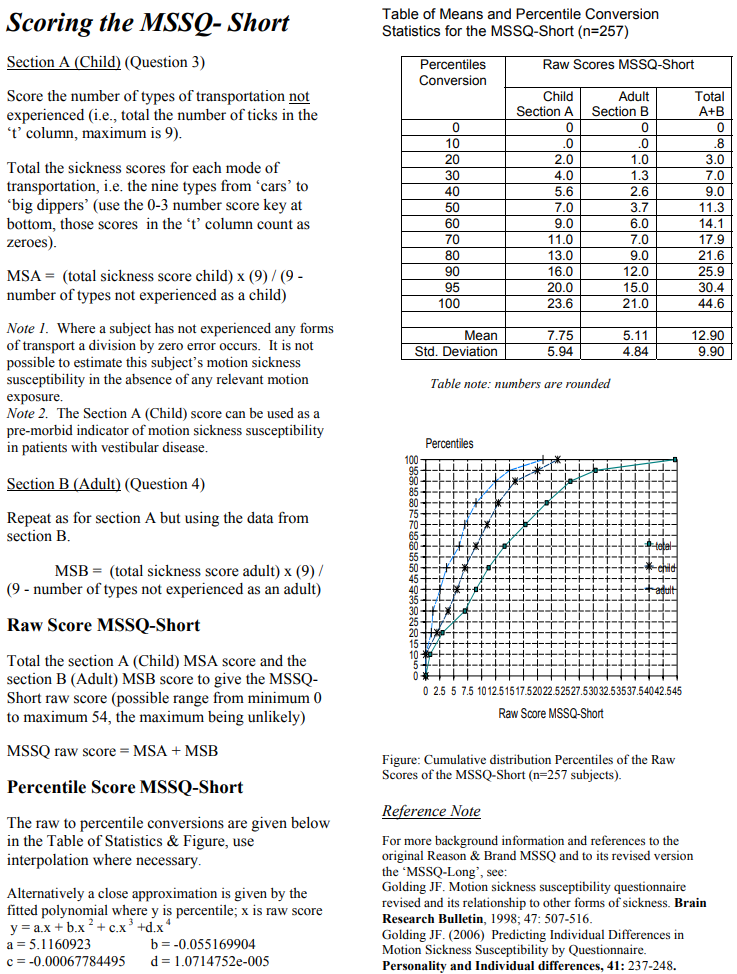 Scoring the MSSQ- Short
Section A (Child) (Question 3)
Score the number of types of transportation not
experienced (i.e., total the number of ticks in the
‘t’ column, maximum is 9).
Total the sickness scores for each mode of
transportation, i.e. the nine types from ‘cars’ to
‘big dippers’ (use the 0-3 number score key at
bottom, those scores in the ‘t’ column count as
zeroes).
MSA = (total sickness score child) x (9) / (9 -
number of types not experienced as a child)
Note 1. Where a subject has not experienced any forms
of transport a division by zero error occurs. It is not
possible to estimate this subject’s motion sickness
susceptibility in the absence of any relevant motion
exposure.
Note 2. The Section A (Child) score can be used as a
pre-morbid indicator of motion sickness susceptibility
in patients with vestibular disease.
Section B (Adult) (Question 4)
Repeat as for section A but using the data from
section B.
MSB = (total sickness score adult) x (9) /
(9 - number of types not experienced as an adult)
Raw Score MSSQ-Short
Total the section A (Child) MSA score and the
section B (Adult) MSB score to give the MSSQ-
Short raw score (possible range from minimum 0
to maximum 54, the maximum being unlikely)
MSSQ raw score = MSA + MSB
Percentile Score MSSQ-Short
The raw to percentile conversions are given below
in the Table of Statistics & Figure, use
interpolation where necessary.
Alternatively a close approximation is given by the
fitted polynomial where y is percentile; x is raw score
y = a.x + b.x² + c.x³ +d.x⁴
a = 5.1160923 b = -0.055169904
c = -0.00067784495 d = 1.0714752e-005
Table of Means and Percentile Conversion
Statistics for the MSSQ-Short (n=257)
Percentiles Raw Scores MSSQ-Short
Conversion
Child Adult Total
Section A Section B A+B
0 0 0 0
10 .0 .0 .8
20 2.0 1.0 3.0
30 4.0 1.3 7.0
40 5.6 2.6 9.0
50 7.0 3.7 11.3
60 9.0 6.0 14.1
70 11.0 7.0 17.9
80 13.0 9.0 21.6
90 16.0 12.0 25.9
95 20.0 15.0 30.4
100 23.6 21.0 44.6
Mean 7.75 5.11 12.90
Std. Deviation 5.94 4.84 9.90
Table note: numbers are rounded
Percentiles
100
95
90
85
80
75
70
65
60
55
50
45
40
35
30
25
20
15
10
5
0
total
child
adult
0 2.5 5 7.5 10 12.5 15 17.5 20 22.5 25 27.5 30 32.5 35 37.5 40 42.5 45
Raw Score MSSQ-Short
Figure: Cumulative distribution Percentiles of the Raw
Scores of the MSSQ-Short (n=257 subjects).
Reference Note
For more background information and references to the
original Reason & Brand MSSQ and to its revised version
the ‘MSSQ-Long’, see:
Golding JF. Motion sickness susceptibility questionnaire
revised and its relationship to other forms of sickness. Brain
Research Bulletin, 1998; 47: 507-516.
Golding JF. (2006) Predicting Individual Differences in
Motion Sickness Susceptibility by Questionnaire.
Personality and Individual differences, 41: 237-248.